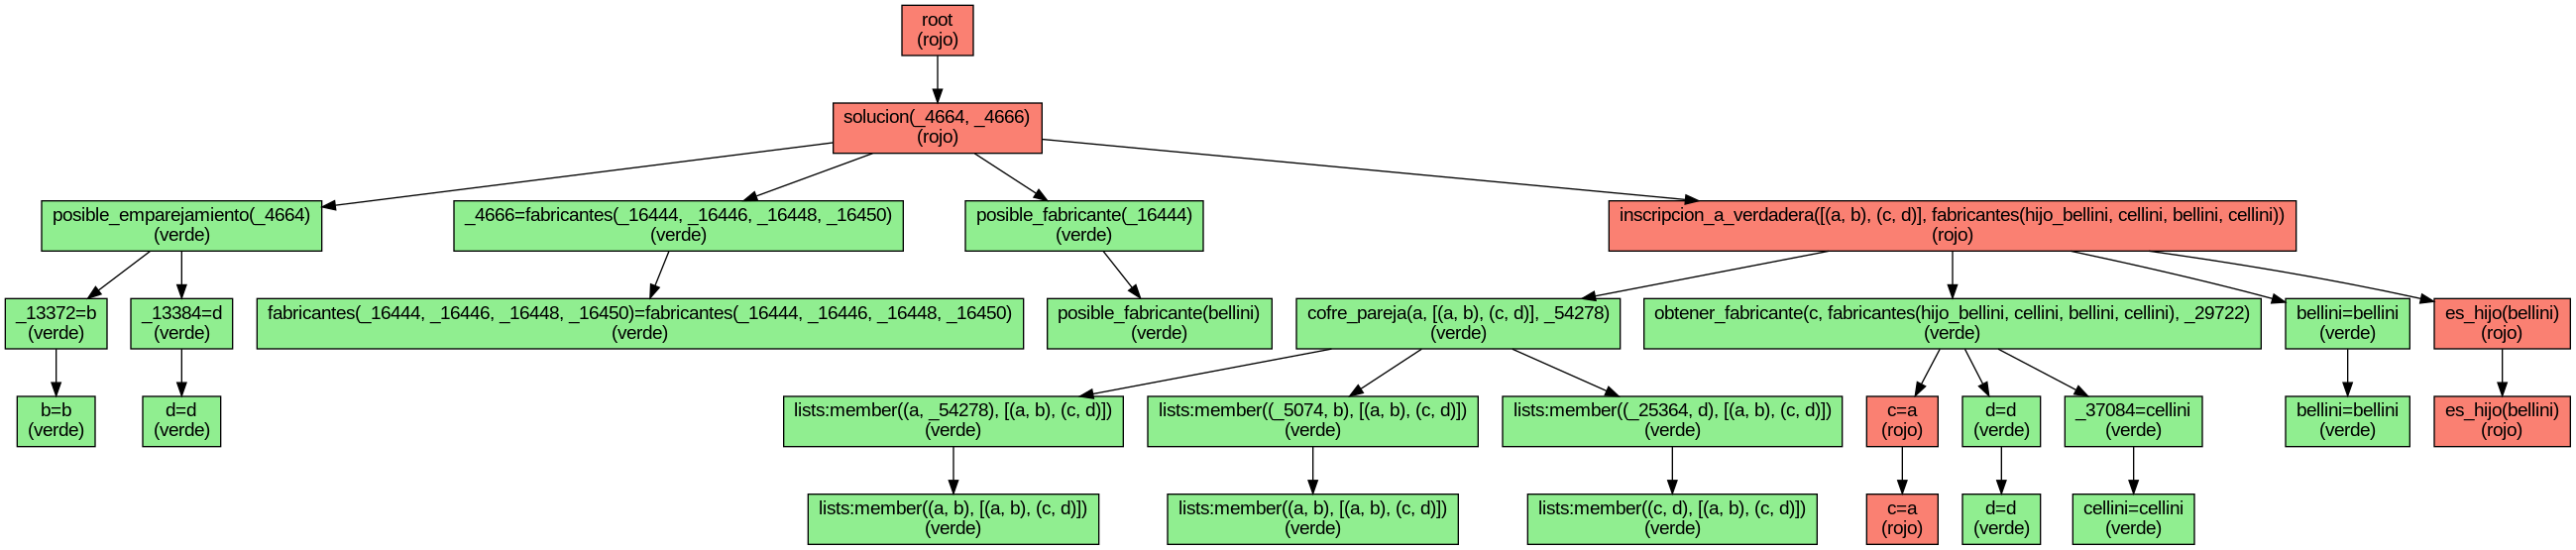 root
(rojo)
solucion(_4664, _4666)
(rojo)
posible_emparejamiento(_4664)
(verde)
_4666=fabricantes(_16444, _16446, _16448, _16450)
(verde)
posible_fabricante(_16444)
(verde)
inscripcion_a_verdadera([(a, b), (c, d)], fabricantes(hijo_bellini, cellini, bellini, cellini))
(rojo)
_13372=b
(verde)
_13384=d
(verde)
fabricantes(_16444, _16446, _16448, _16450)=fabricantes(_16444, _16446, _16448, _16450)
(verde)
posible_fabricante(bellini)
(verde)
cofre_pareja(a, [(a, b), (c, d)], _54278)
(verde)
obtener_fabricante(c, fabricantes(hijo_bellini, cellini, bellini, cellini), _29722)
(verde)
bellini=bellini
(verde)
es_hijo(bellini)
(rojo)
b=b
(verde)
d=d
(verde)
lists:member((a, _54278), [(a, b), (c, d)])
(verde)
lists:member((_5074, b), [(a, b), (c, d)])
(verde)
lists:member((_25364, d), [(a, b), (c, d)])
(verde)
c=a
(rojo)
d=d
(verde)
_37084=cellini
(verde)
bellini=bellini
(verde)
es_hijo(bellini)
(rojo)
lists:member((a, b), [(a, b), (c, d)])
(verde)
lists:member((a, b), [(a, b), (c, d)])
(verde)
lists:member((c, d), [(a, b), (c, d)])
(verde)
c=a
(rojo)
d=d
(verde)
cellini=cellini
(verde)